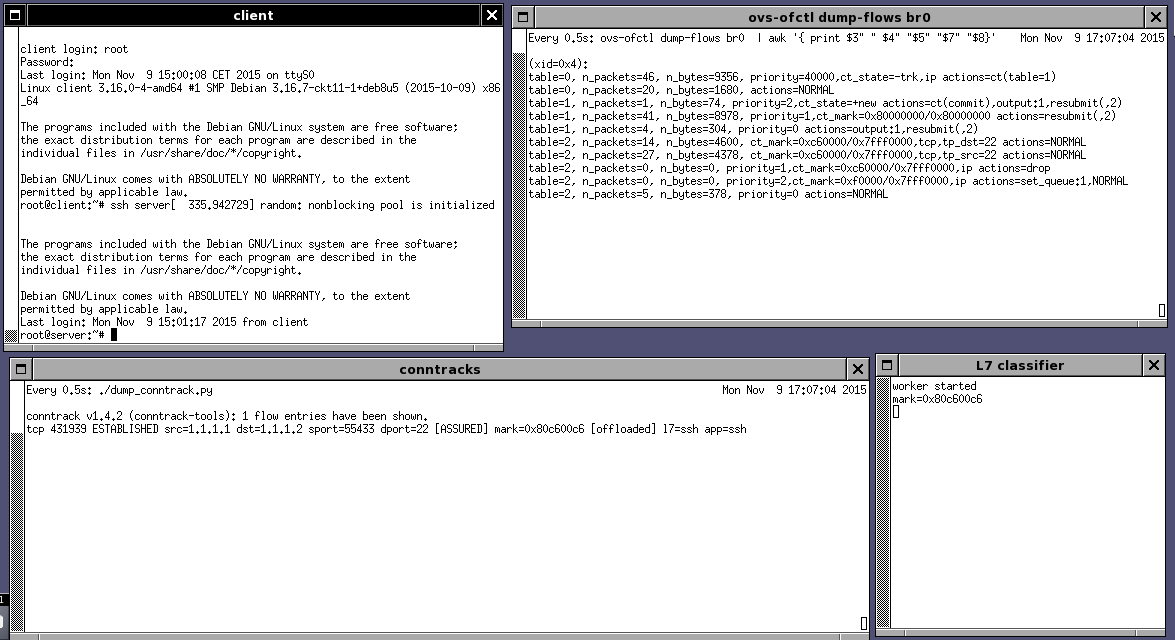 client
client login: root
Password:
Last login: Mon Nov  9 15:00:08 CET 2015 on ttyS0
Linux client 3.16.0-4-amd64 #1 SMP Debian 3.16.7-ckt11-1+deb8u5 (2015-10-09) x86
_64
The programs included with the Debian GNU/Linux system are free software;
the exact distribution terms for each program are described in the
individual files in /usr/share/doc/*/copyright.
Debian GNU/Linux comes with ABSOLUTELY NO WARRANTY, to the extent
permitted by applicable law.
root@client:~# ssh server[  335.942729] random: nonblocking pool is initialized
The programs included with the Debian GNU/Linux system are free software;
the exact distribution terms for each program are described in the
individual files in /usr/share/doc/*/copyright.
Debian GNU/Linux comes with ABSOLUTELY NO WARRANTY, to the extent
permitted by applicable law.
Last login: Mon Nov  9 15:01:17 2015 from client
root@server:~#
ovs-ofctl dump-flows br0
Every 0.5s: ovs-ofctl dump-flows br0  | awk '{ print $3" " $4" "$5" "$7" "$8}'    Mon Nov  9 17:07:04 2015
(xid=0x4):
table=0, n_packets=46, n_bytes=9356, priority=40000,ct_state=-trk,ip actions=ct(table=1)
table=0, n_packets=20, n_bytes=1680, actions=NORMAL
table=1, n_packets=1, n_bytes=74, priority=2,ct_state=+new actions=ct(commit),output:1,resubmit(,2)
table=1, n_packets=41, n_bytes=8978, priority=1,ct_mark=0x80000000/0x80000000 actions=resubmit(,2)
table=1, n_packets=4, n_bytes=304, priority=0 actions=output:1,resubmit(,2)
table=2, n_packets=14, n_bytes=4600, ct_mark=0xc60000/0x7fff0000,tcp,tp_dst=22 actions=NORMAL
table=2, n_packets=27, n_bytes=4378, ct_mark=0xc60000/0x7fff0000,tcp,tp_src=22 actions=NORMAL
table=2, n_packets=0, n_bytes=0, priority=1,ct_mark=0xc60000/0x7fff0000,ip actions=drop
table=2, n_packets=0, n_bytes=0, priority=2,ct_mark=0xf0000/0x7fff0000,ip actions=set_queue:1,NORMAL
table=2, n_packets=5, n_bytes=378, priority=0 actions=NORMAL
conntracks
Every 0.5s: ./dump_conntrack.py    Mon Nov  9 17:07:04 2015
conntrack v1.4.2 (conntrack-tools): 1 flow entries have been shown.
tcp 431939 ESTABLISHED src=1.1.1.1 dst=1.1.1.2 sport=55433 dport=22 [ASSURED] mark=0x80c600c6 [offloaded] l7=ssh app=ssh
L7 classifier
worker started
mark=0x80c600c6
1